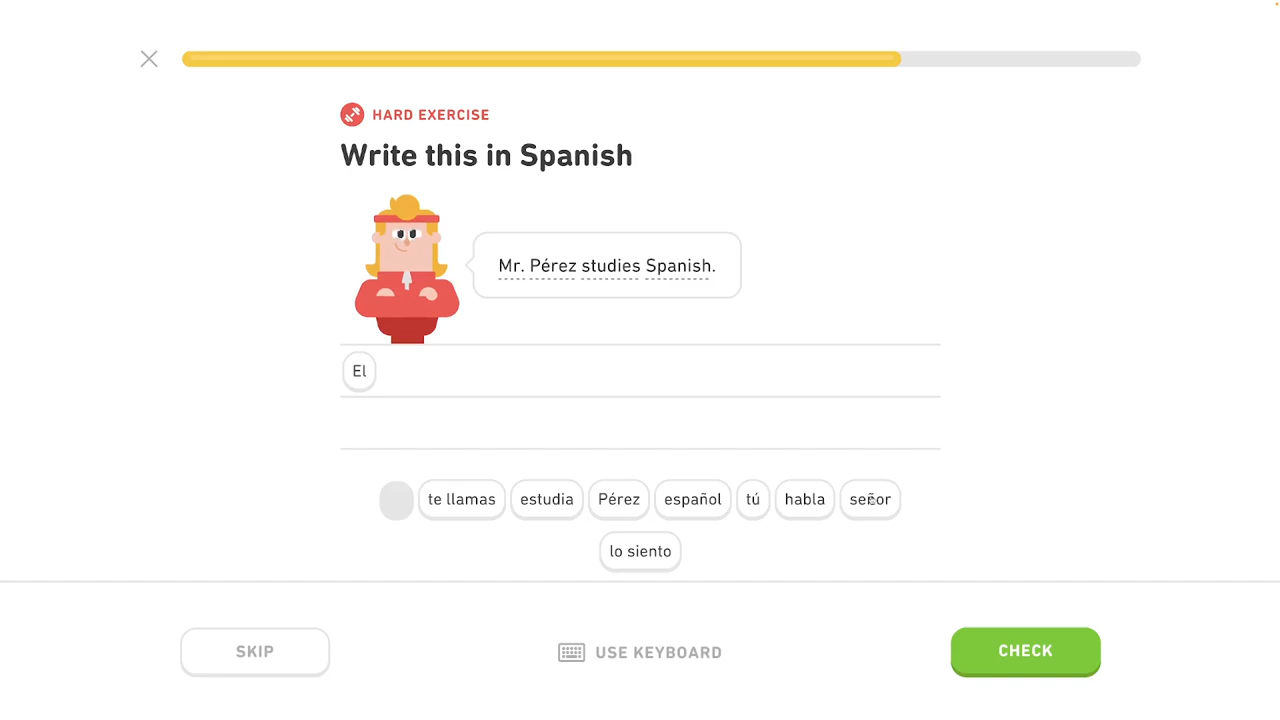 HARD EXERCISE
Write this in Spanish
Mr. Pérez studies Spanish.
El
te llamas estudia Pérez español tú habla señor
lo siento
SKIP USE KEYBOARD CHECK